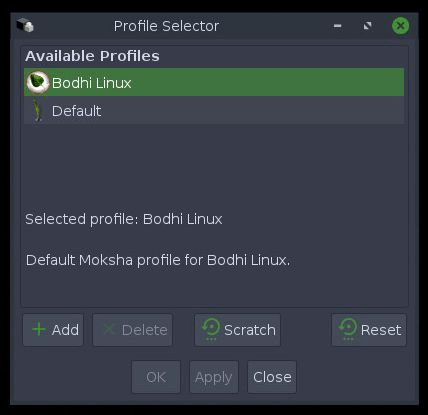 Profile Selector
Available Profiles
Bodhi Linux
Default
Selected profile: Bodhi Linux
Default Moksha profile for Bodhi Linux.
Add Delete Scratch Reset
OK Apply Close